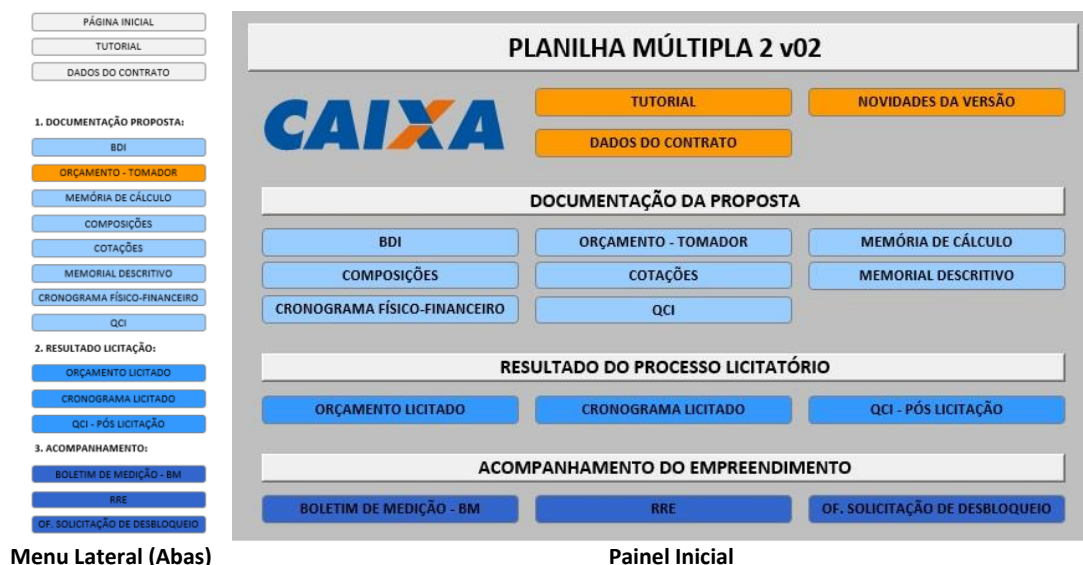 PÁGINA INICIAL
TUTORIAL
DADOS DO CONTRATO
1. DOCUMENTAÇÃO PROPOSTA:
BDI
ORÇAMENTO - TOMADOR
MEMÓRIA DE CÁLCULO
COMPOSIÇÕES
COTAÇÕES
MEMORIAL DESCRITIVO
CRONOGRAMA FÍSICO-FINANCEIRO
QCI
2. RESULTADO LICITAÇÃO:
ORÇAMENTO LICITADO
CRONOGRAMA LICITADO
QCI - PÓS LICITAÇÃO
3. ACOMPANHAMENTO:
BOLETIM DE MEDIÇÃO - BM
RRE
OF. SOLICITAÇÃO DE DESBLOQUEIO
Menu Lateral (Abas)
PLANILHA MÚLTIPLA 2 v02
CAIXA
TUTORIAL NOVIDADES DA VERSÃO
DADOS DO CONTRATO
DOCUMENTAÇÃO DA PROPOSTA
BDI ORÇAMENTO - TOMADOR MEMÓRIA DE CÁLCULO
COMPOSIÇÕES COTAÇÕES MEMORIAL DESCRITIVO
CRONOGRAMA FÍSICO-FINANCEIRO QCI
RESULTADO DO PROCESSO LICITATÓRIO
ORÇAMENTO LICITADO CRONOGRAMA LICITADO QCI - PÓS LICITAÇÃO
ACOMPANHAMENTO DO EMPREENDIMENTO
BOLETIM DE MEDIÇÃO - BM RRE OF. SOLICITAÇÃO DE DESBLOQUEIO
Painel Inicial